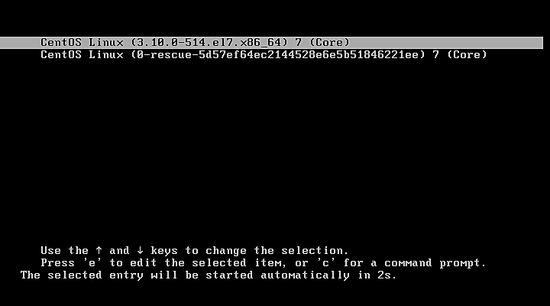 CentOS Linux (3.10.0-514.el7.x86_64) 7 (Core)
CentOS Linux (0-rescue-5d57ef64ec2144528e6e5b51846221ee) 7 (Core)
Use the ↑ and ↓ keys to change the selection.
Press 'e' to edit the selected item, or 'c' for a command prompt.
The selected entry will be started automatically in 2s.